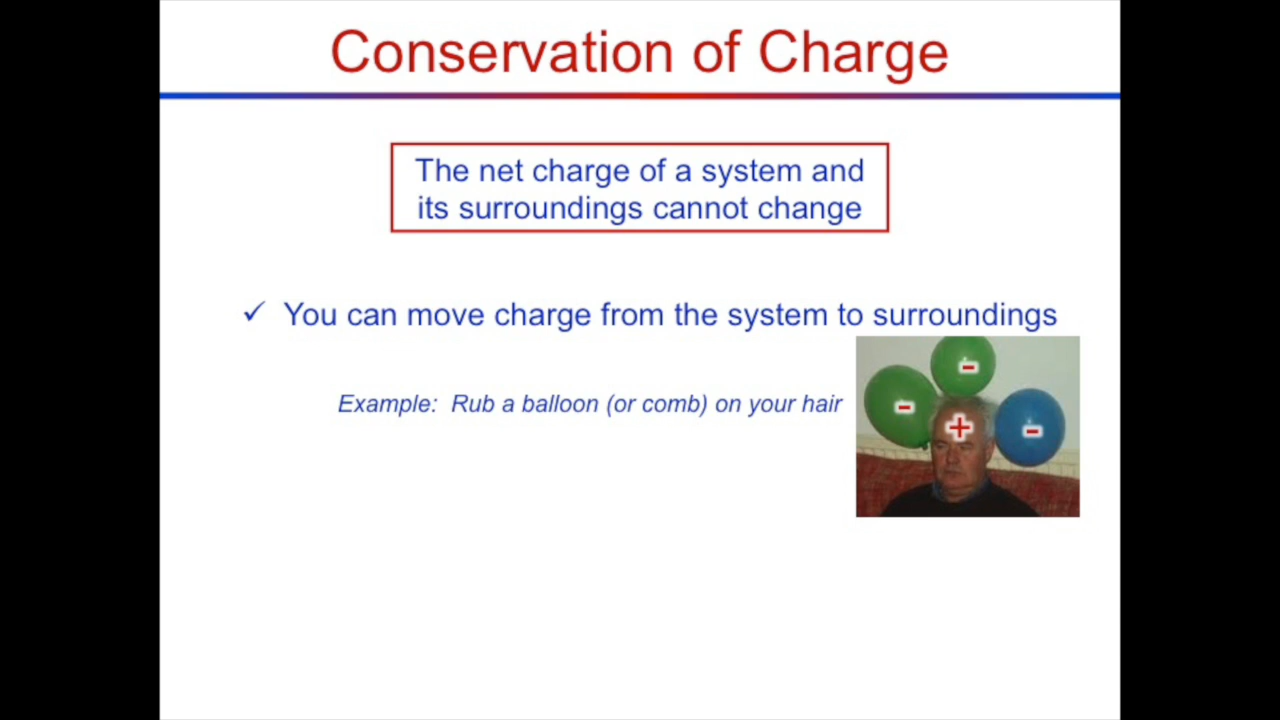 Conservation of Charge
The net charge of a system and
its surroundings cannot change
✓ You can move charge from the system to surroundings
Example: Rub a balloon (or comb) on your hair
-
-
+
-